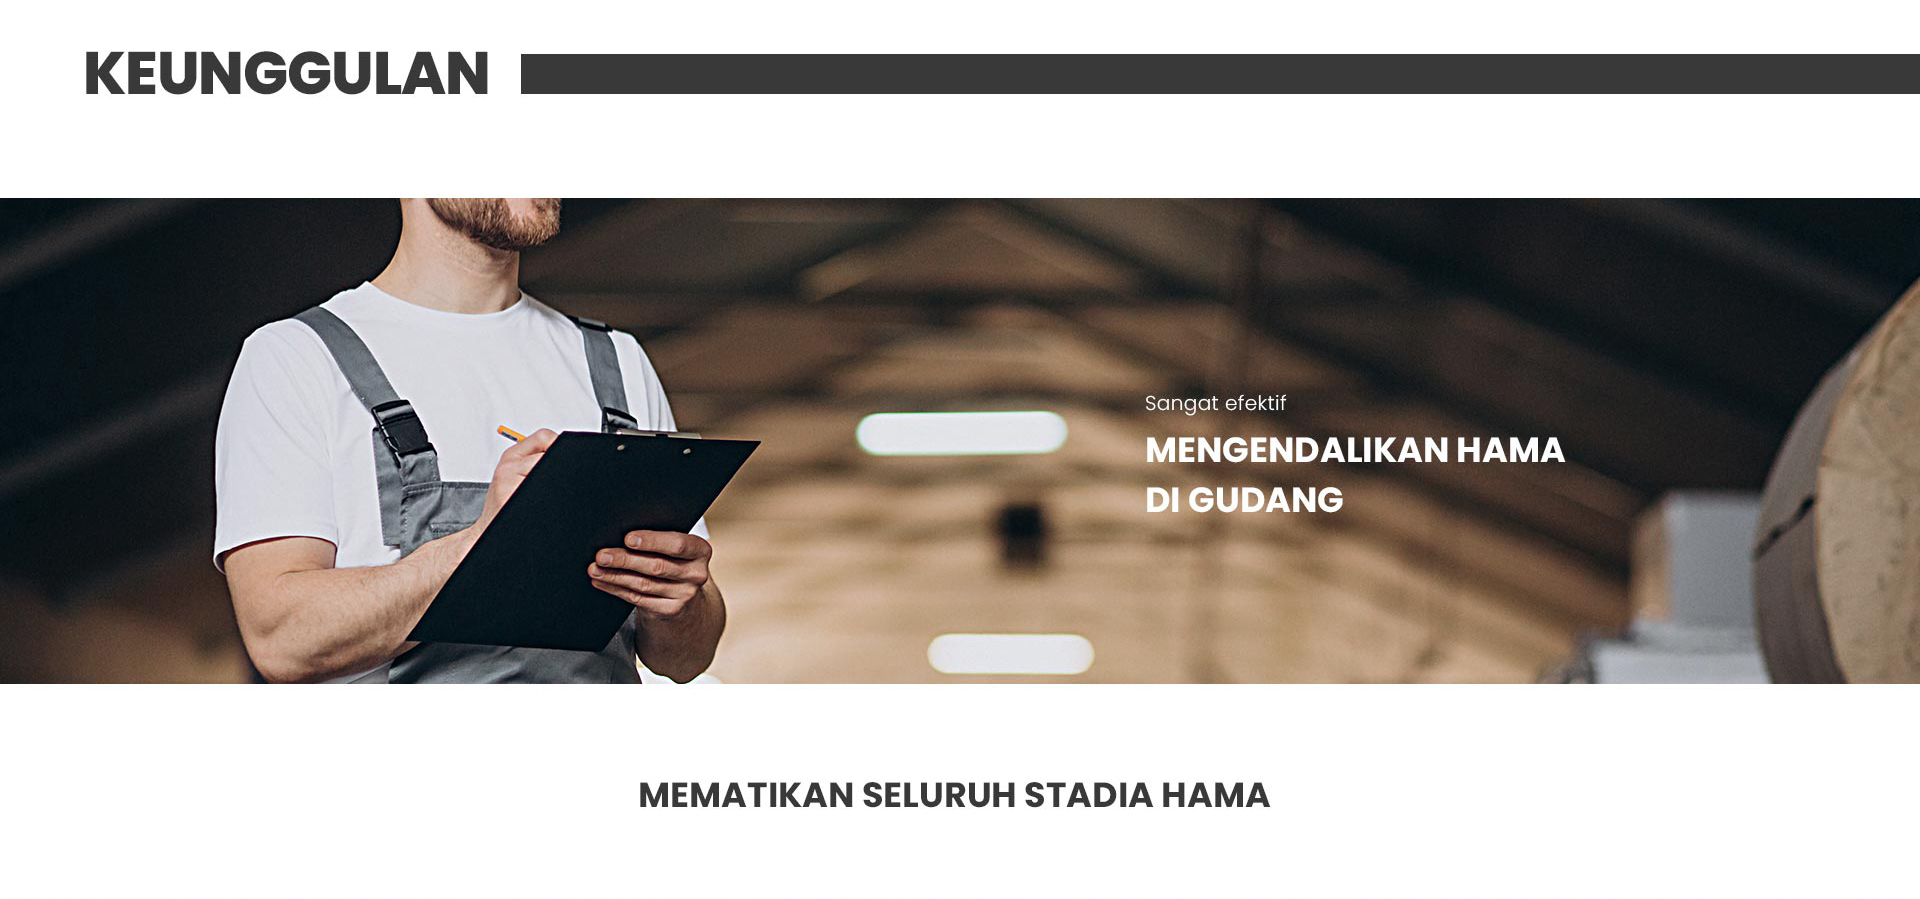 KEUNGGULAN
Sangat efektif
MENGENDALIKAN HAMA
DI GUDANG
MEMATIKAN SELURUH STADIA HAMA